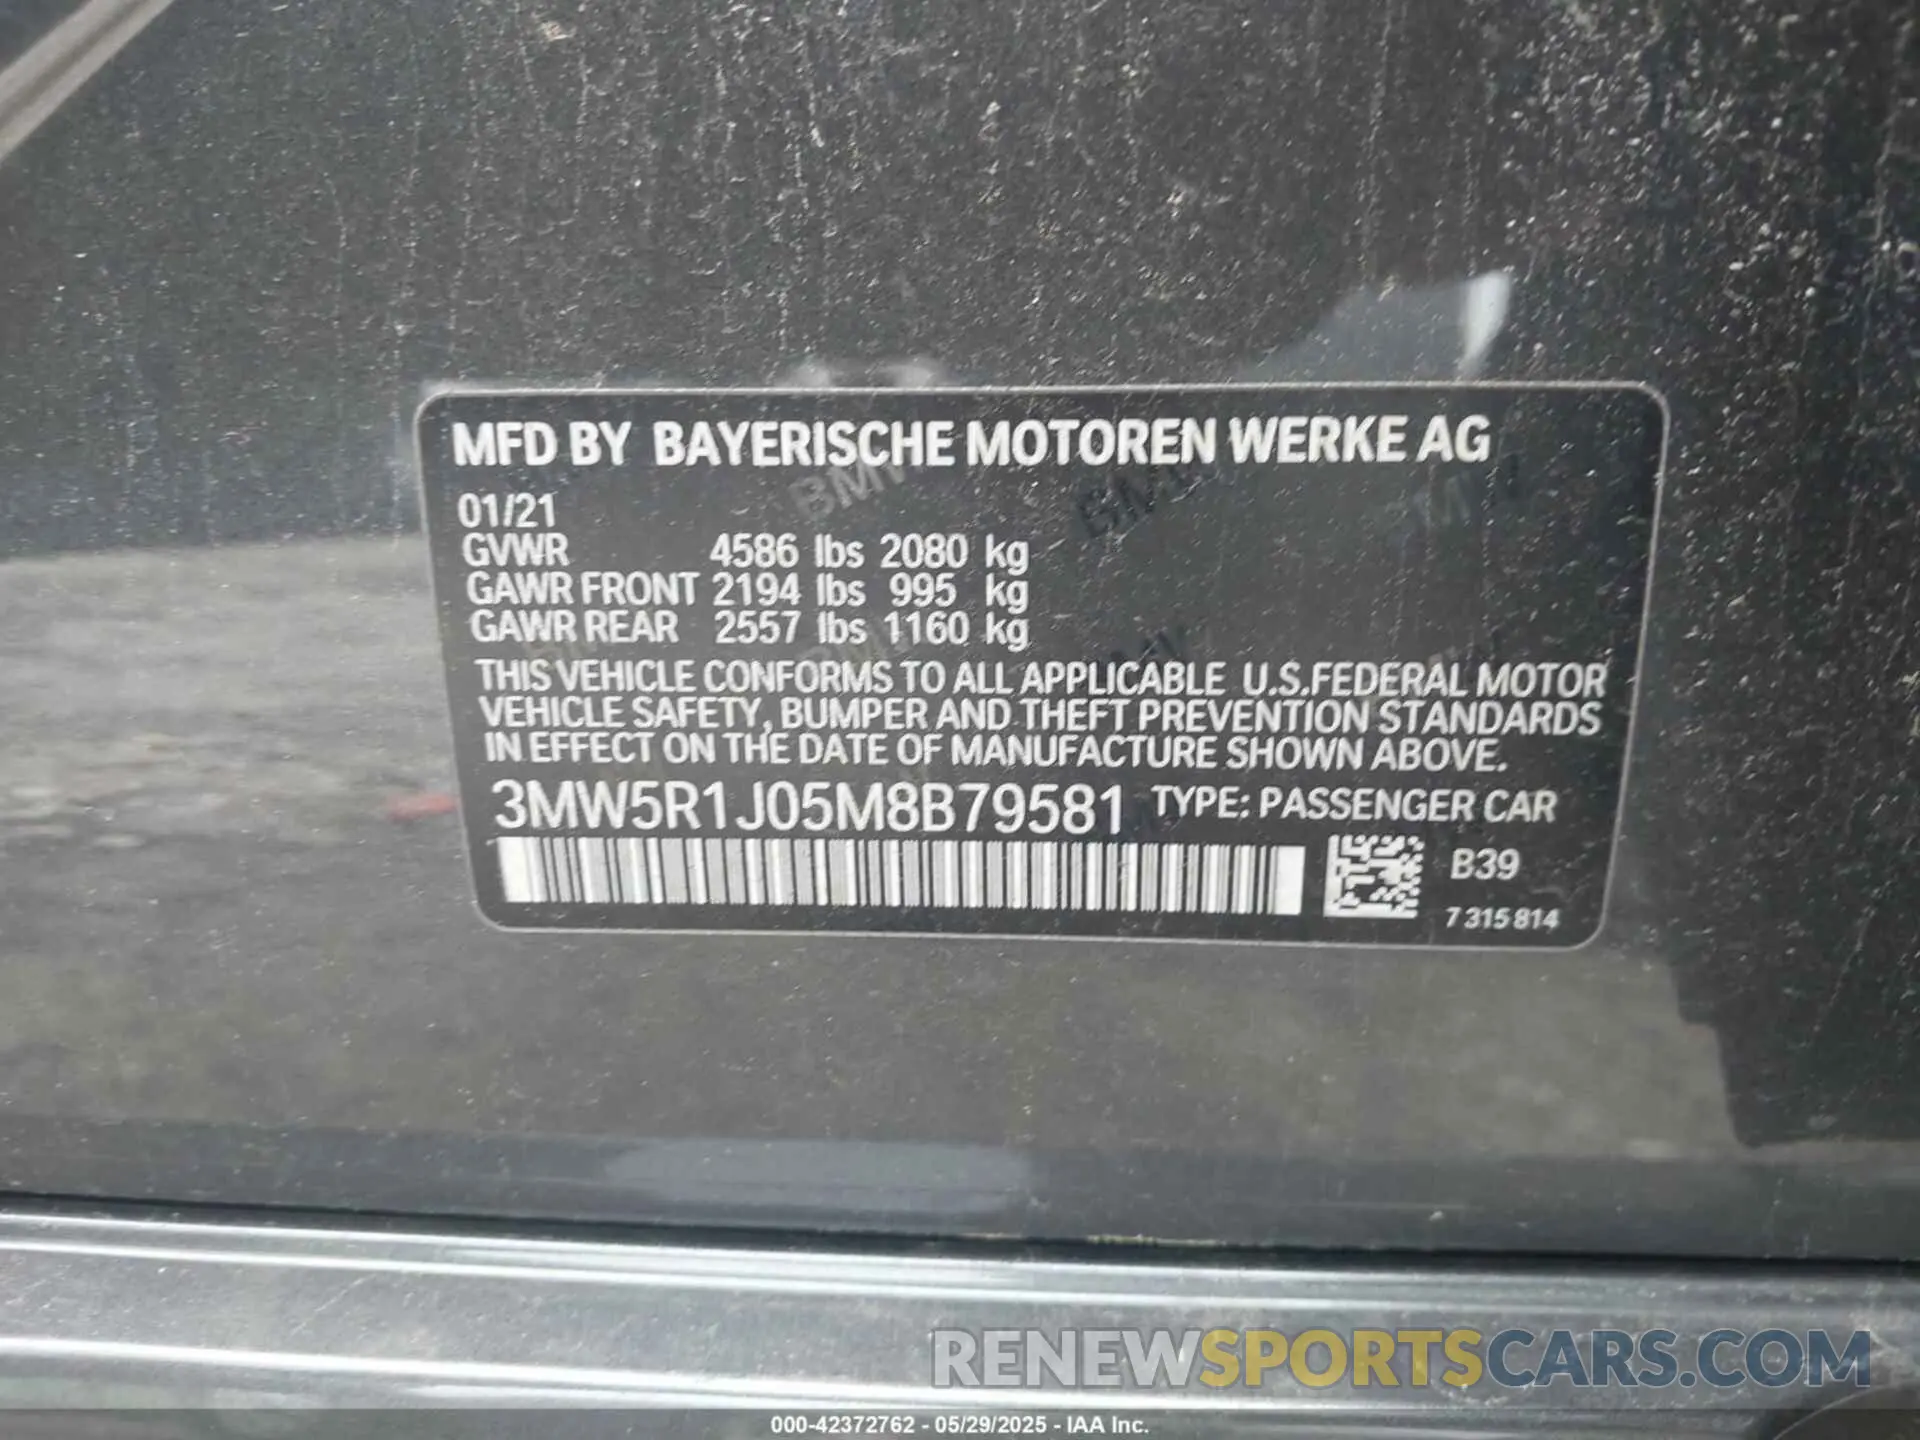 MFD BY BAYERISCHE MOTOREN WERKE AG
01/21
GVWR 4586 lbs 2080 kg
GAWR FRONT 2194 lbs 995 kg
GAWR REAR 2557 lbs 1160 kg
THIS VEHICLE CONFORMS TO ALL APPLICABLE U.S.FEDERAL MOTOR
VEHICLE SAFETY, BUMPER AND THEFT PREVENTION STANDARDS
IN EFFECT ON THE DATE OF MANUFACTURE SHOWN ABOVE.
3MW5R1J05M8B79581 TYPE: PASSENGER CAR
B39
7 315 814
RENEWSPORTSCARS.COM
000-42372762 - 05/29/2025 - IAA Inc.